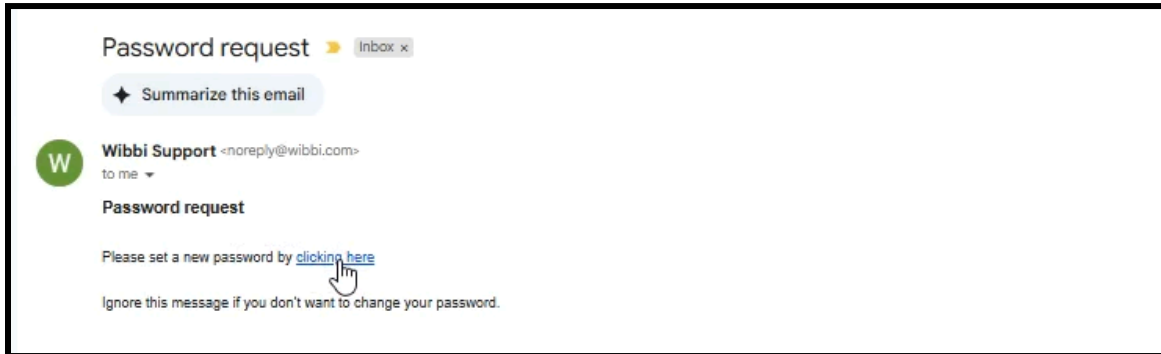 Password request Inbox x
Summarize this email
W
Wibbi Support <noreply@wibbi.com>
to me
Password request
Please set a new password by clicking here
Ignore this message if you don't want to change your password.